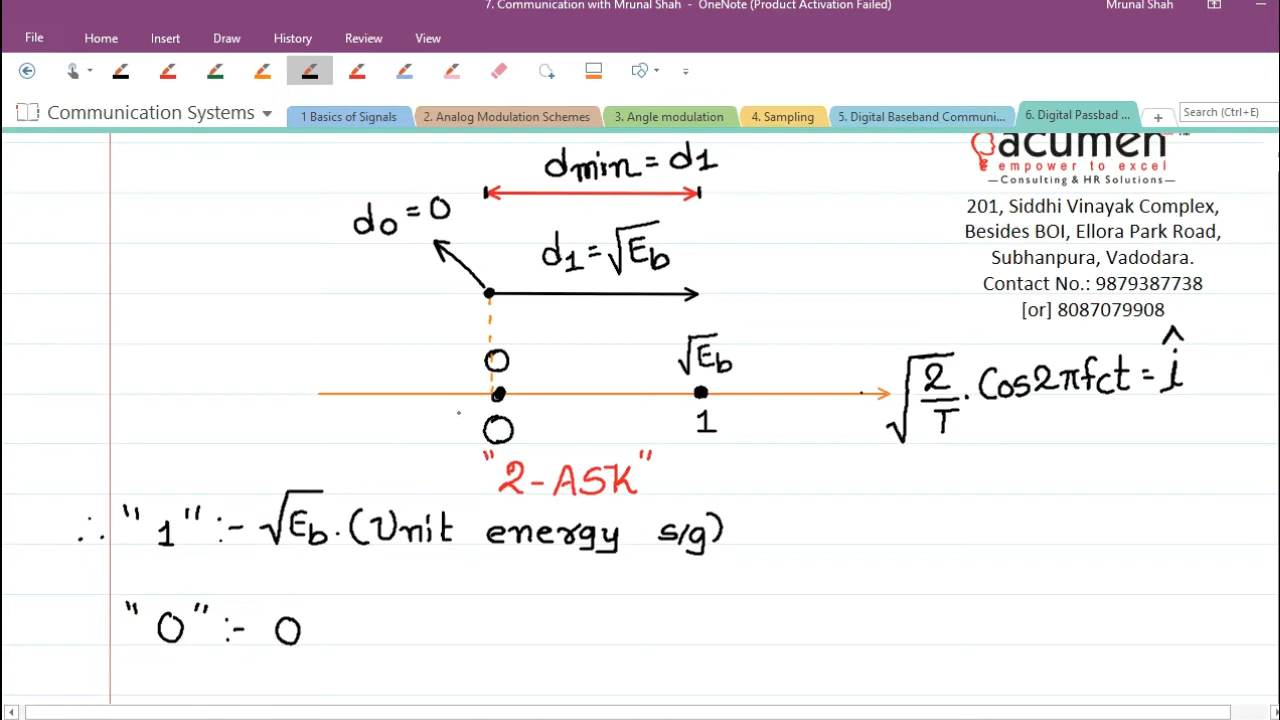 7. Communication with Mrunal Shah - OneNote (Product Activation Failed)
Mrunal Shah
File Home Insert Draw History Review View
Communication Systems
1 Basics of Signals
2. Analog Modulation Schemes
3. Angle modulation
4. Sampling
5. Digital Baseband Communi...
6. Digital Passbad ...
Search (Ctrl+E)
acumen
empower to excel
—Consulting & HR Solutions—
201, Siddhi Vinayak Complex,
Besides BOI, Ellora Park Road,
Subhanpura, Vadodara.
Contact No.: 9879387738
[or] 8087079908
dmin = d1
d0 = 0
d1 = √Eb
0 √Eb
√2/T . Cos2πfct = î
0 1
"2-ASK"
∴ "1" :- √Eb . (Unit energy s/g)
"0" :- 0